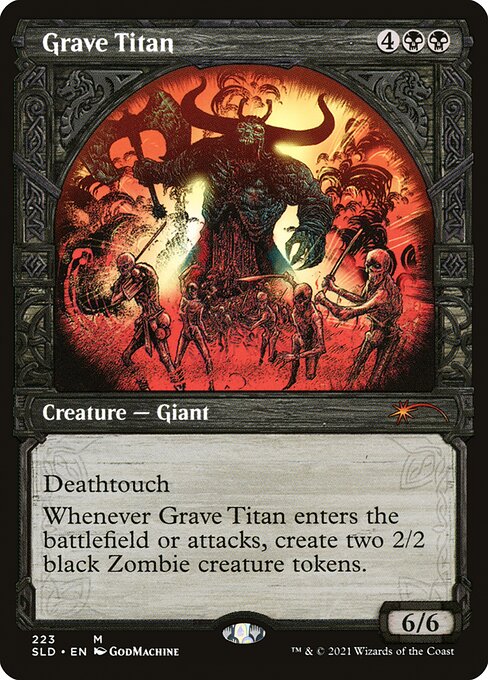 Grave Titan 4
Creature — Giant
Deathtouch
Whenever Grave Titan enters the
battlefield or attacks, create two 2/2
black Zombie creature tokens.
6/6
223 M
SLD • EN GODMACHINE
™ & © 2021 Wizards of the Coast